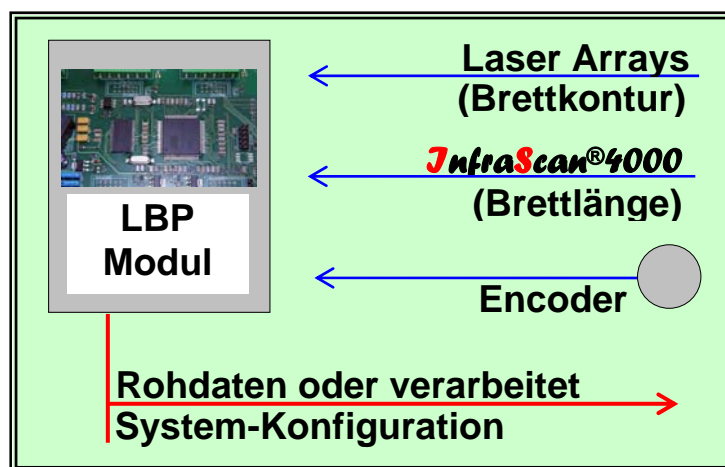 Laser Arrays
(Brettkontur)
InfraScan®4000
(Brettlänge)
LBP
Modul
Encoder
Rohdaten oder verarbeitet
System-Konfiguration